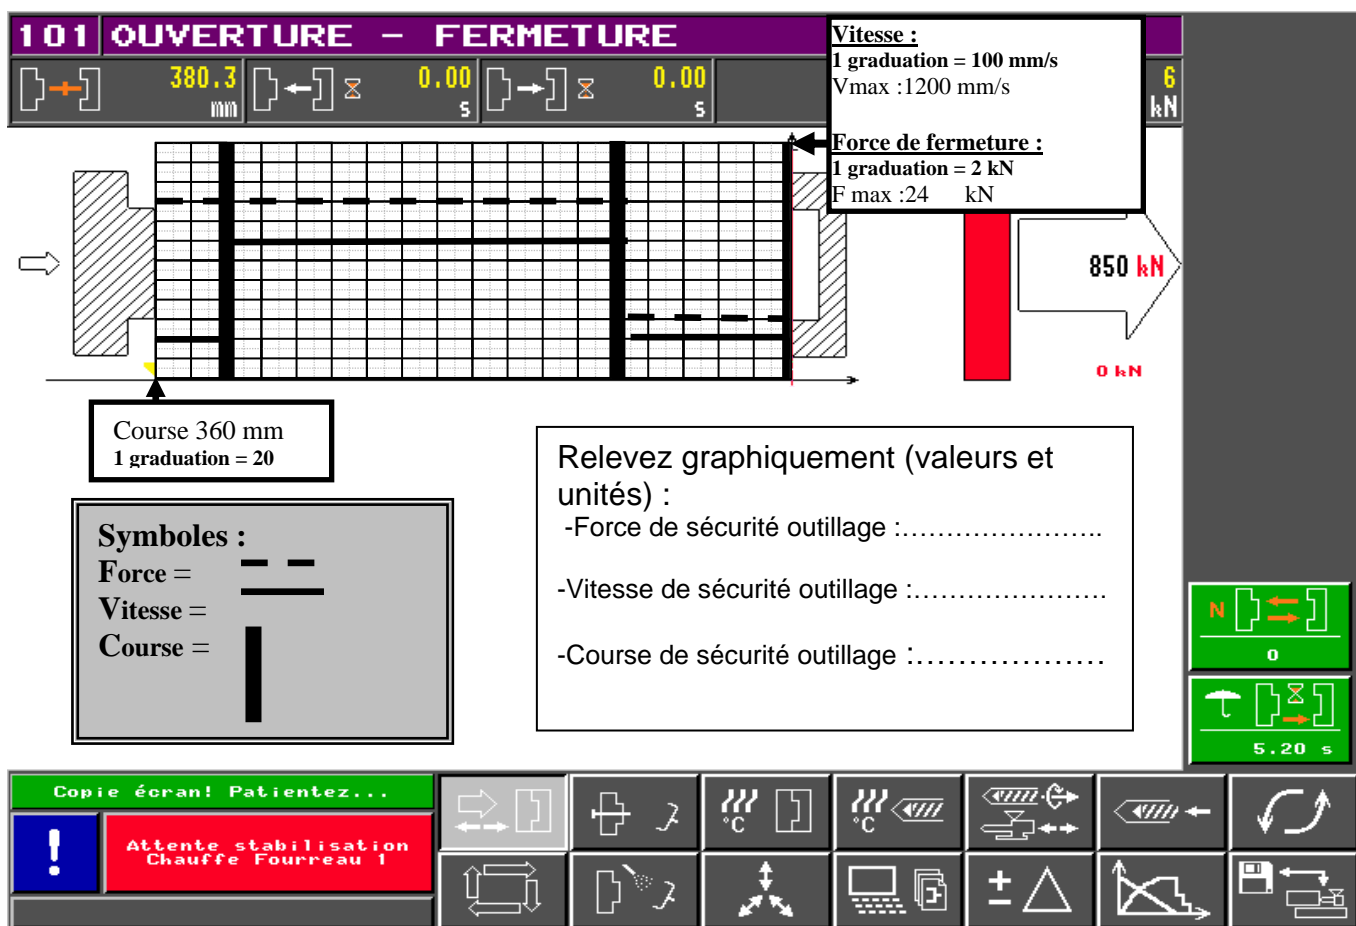 101 OUVERTURE – FERMETURE
380.3 mm
0.00 s
0.00 s
6 kN
Vitesse :
1 graduation = 100 mm/s
Vmax :1200 mm/s
Force de fermeture :
1 graduation = 2 kN
F max :24 kN
850 kN
0 kN
Course 360 mm
1 graduation = 20
Symboles :
Force =
Vitesse =
Course =
Relevez graphiquement (valeurs et
unités) :
-Force de sécurité outillage :…………………..
-Vitesse de sécurité outillage :………………….
-Course de sécurité outillage :………………
N
0
5.20 s
Copie écran! Patientez...
!
Attente stabilisation
Chauffe Fourreau 1
°C
°C
±